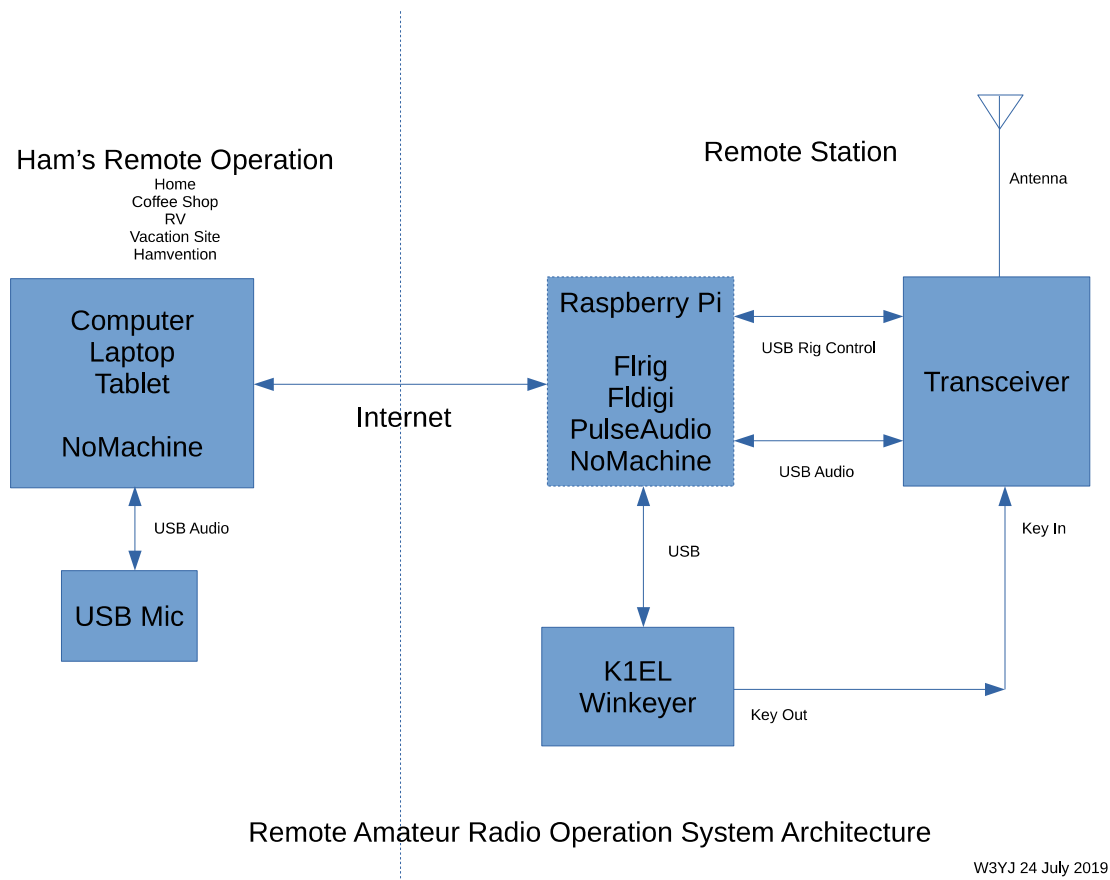 Ham's Remote Operation
Home
Coffee Shop
RV
Vacation Site
Hamvention
Computer
Laptop
Tablet
NoMachine
USB Audio
USB Mic
Internet
Remote Station
Antenna
Raspberry Pi
Flrig
Fldigi
PulseAudio
NoMachine
USB Rig Control
USB Audio
Transceiver
USB
Key In
K1EL
Winkeyer
Key Out
Remote Amateur Radio Operation System Architecture
W3YJ 24 July 2019